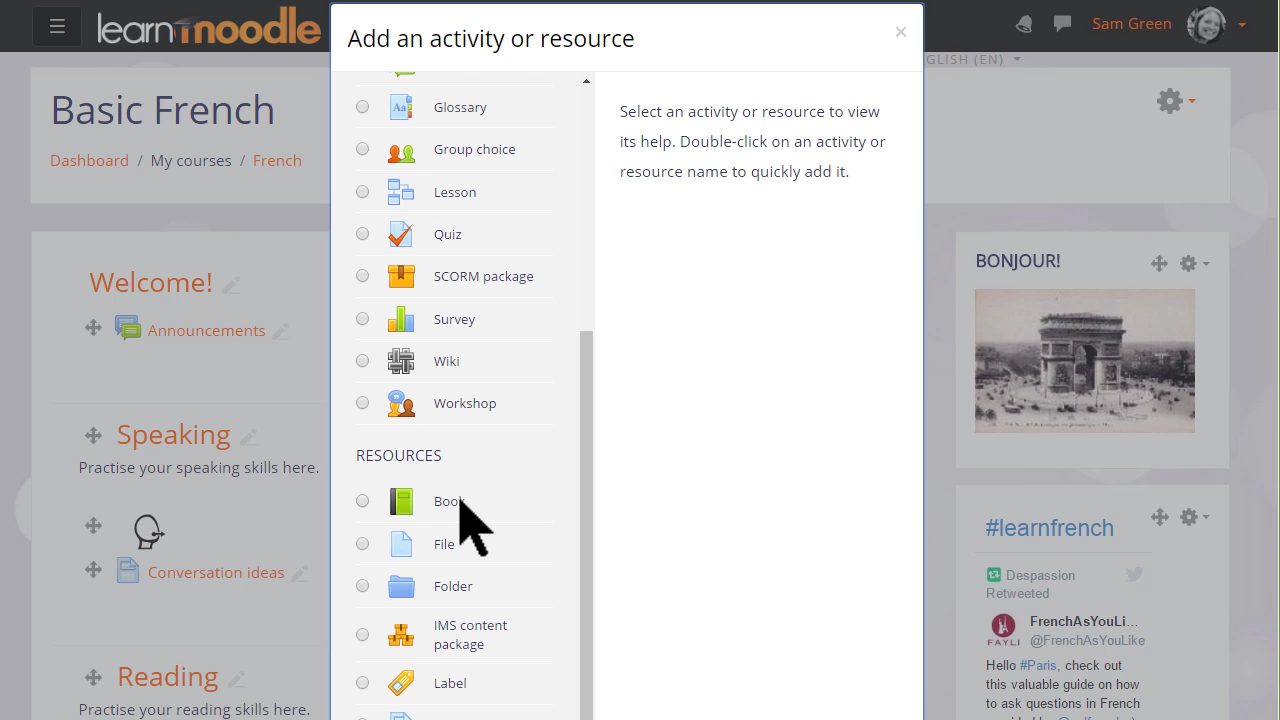 learn moodle
Sam Green
GLISH (EN)
Basic French
Dashboard / My courses / French
Welcome!
Announcements
Speaking
Practise your speaking skills here.
Conversation ideas
Reading
Practise your reading skills here.
Add an activity or resource
×
Glossary
Group choice
Lesson
Quiz
SCORM package
Survey
Wiki
Workshop
RESOURCES
Book
File
Folder
IMS content
package
Label
Select an activity or resource to view
its help. Double-click on an activity or
resource name to quickly add it.
BONJOUR!
#learnfrench
Despassion
Retweeted
FAYLI
FrenchAsYouLi...
@FrenchAsYouLike
Hello #Paris, check out
this valuable guide on how
to ask questions in French